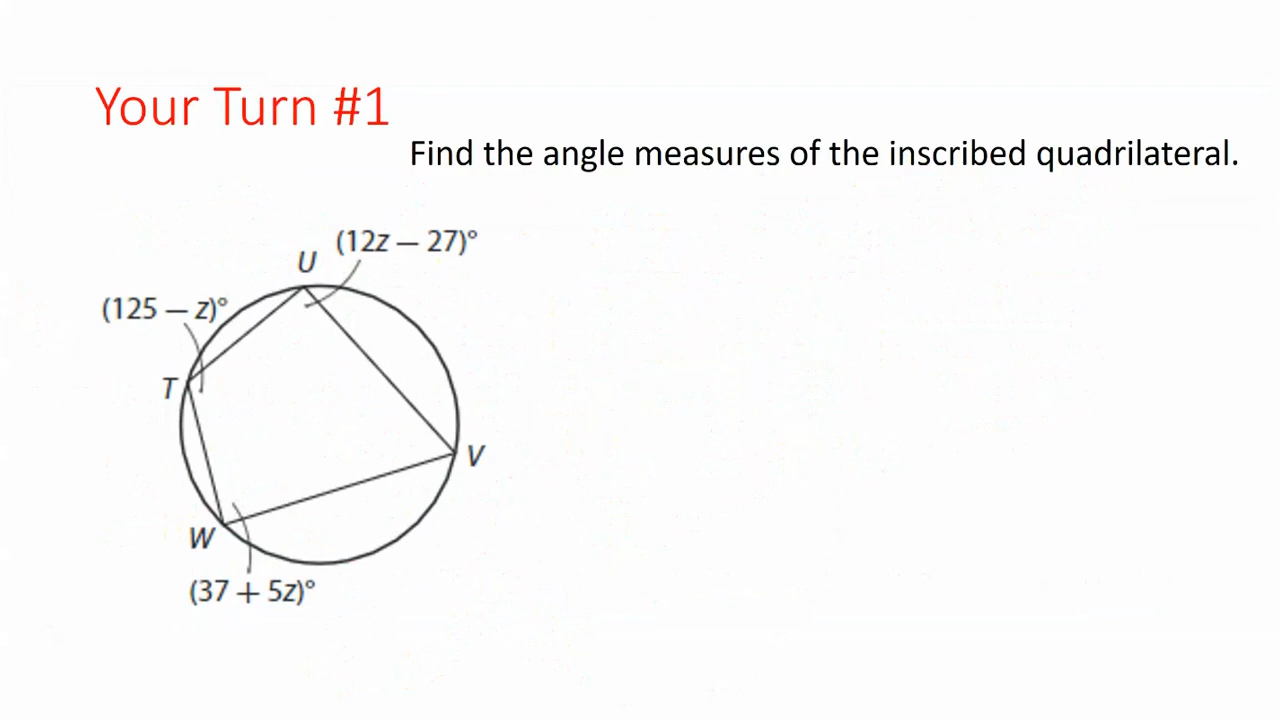 Your Turn #1
Find the angle measures of the inscribed quadrilateral.
(12z – 27)°
U
(125 – z)°
T
V
W
(37 + 5z)°